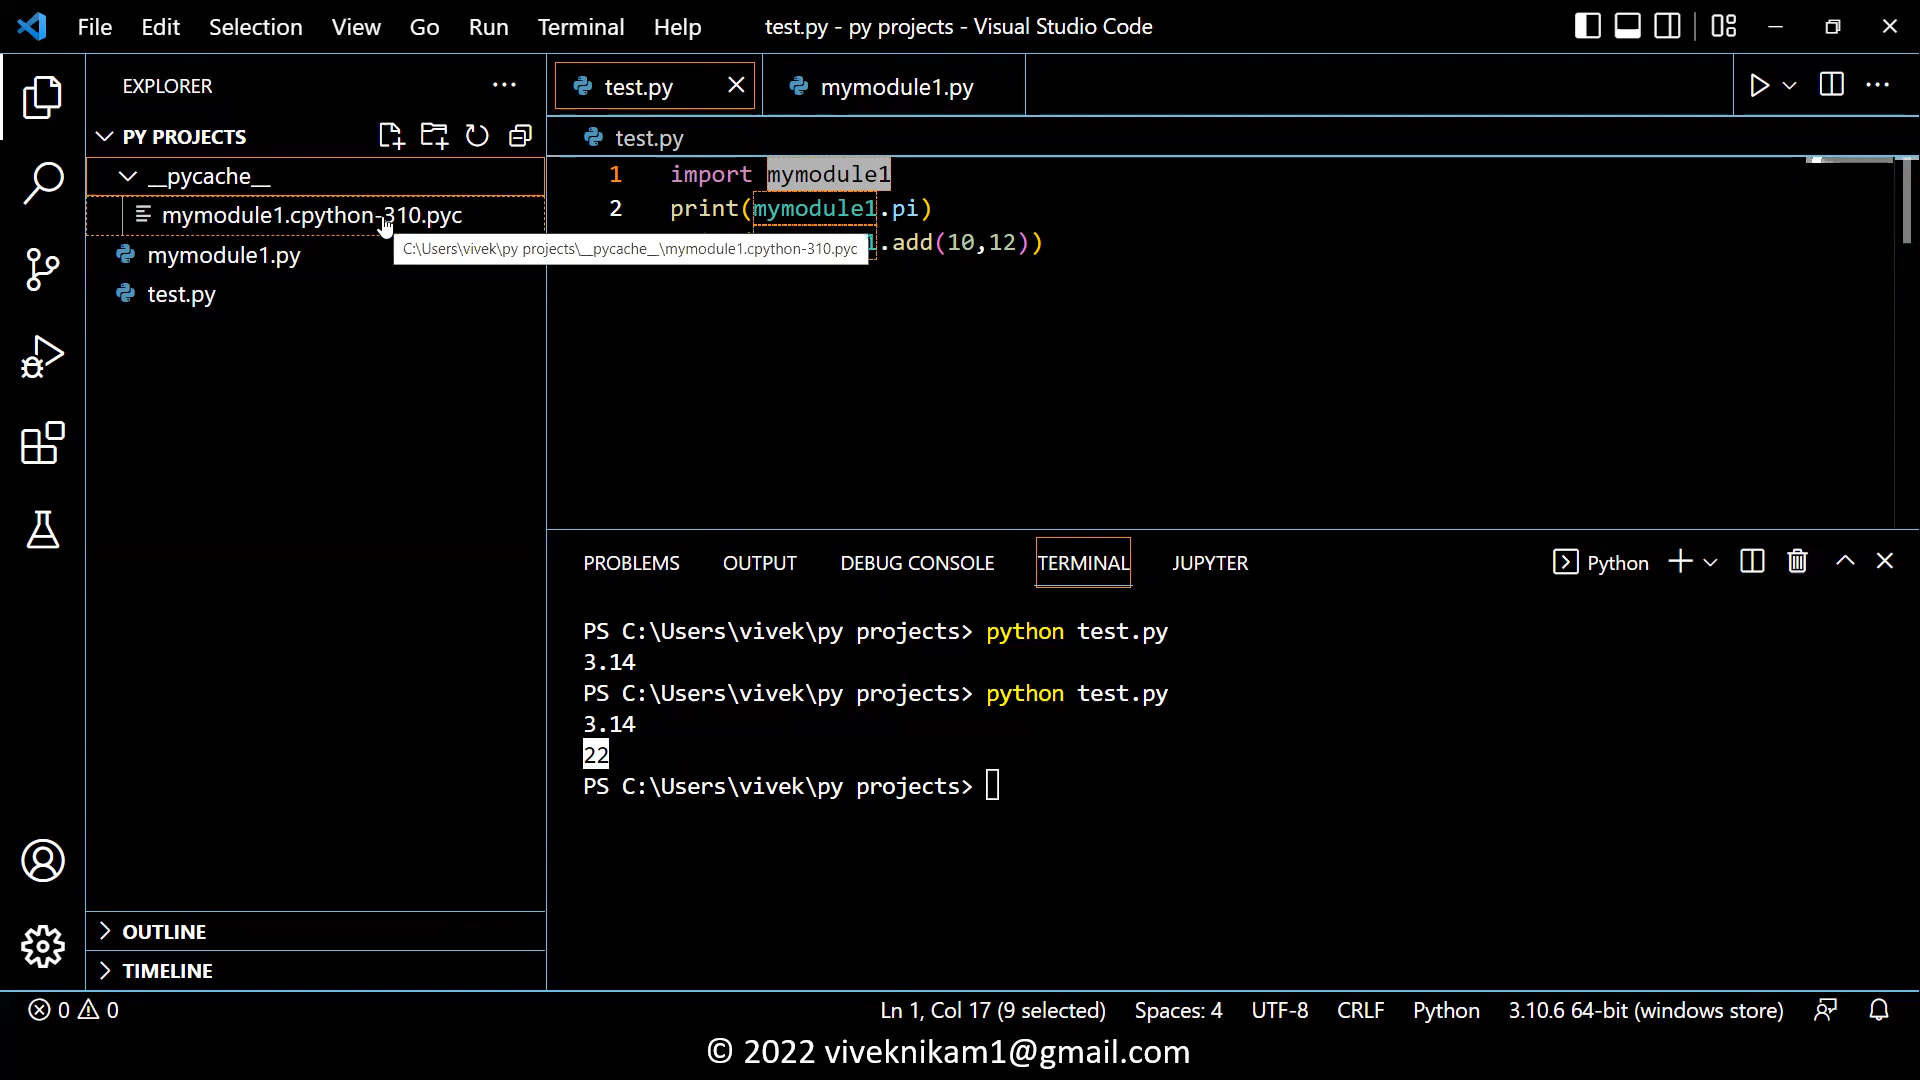 File Edit Selection View Go Run Terminal Help test.py - py projects - Visual Studio Code
EXPLORER
PY PROJECTS
__pycache__
mymodule1.cpython-310.pyc
mymodule1.py
test.py
C:\Users\vivek\py projects\__pycache__\mymodule1.cpython-310.pyc
OUTLINE
TIMELINE
test.py mymodule1.py
test.py
1 import mymodule1
2 print(mymodule1.pi)
1.add(10,12))
PROBLEMS OUTPUT DEBUG CONSOLE TERMINAL JUPYTER Python
PS C:\Users\vivek\py projects> python test.py
3.14
PS C:\Users\vivek\py projects> python test.py
3.14
22
PS C:\Users\vivek\py projects>
0 0 Ln 1, Col 17 (9 selected) Spaces: 4 UTF-8 CRLF Python 3.10.6 64-bit (windows store)
© 2022 viveknikam1@gmail.com